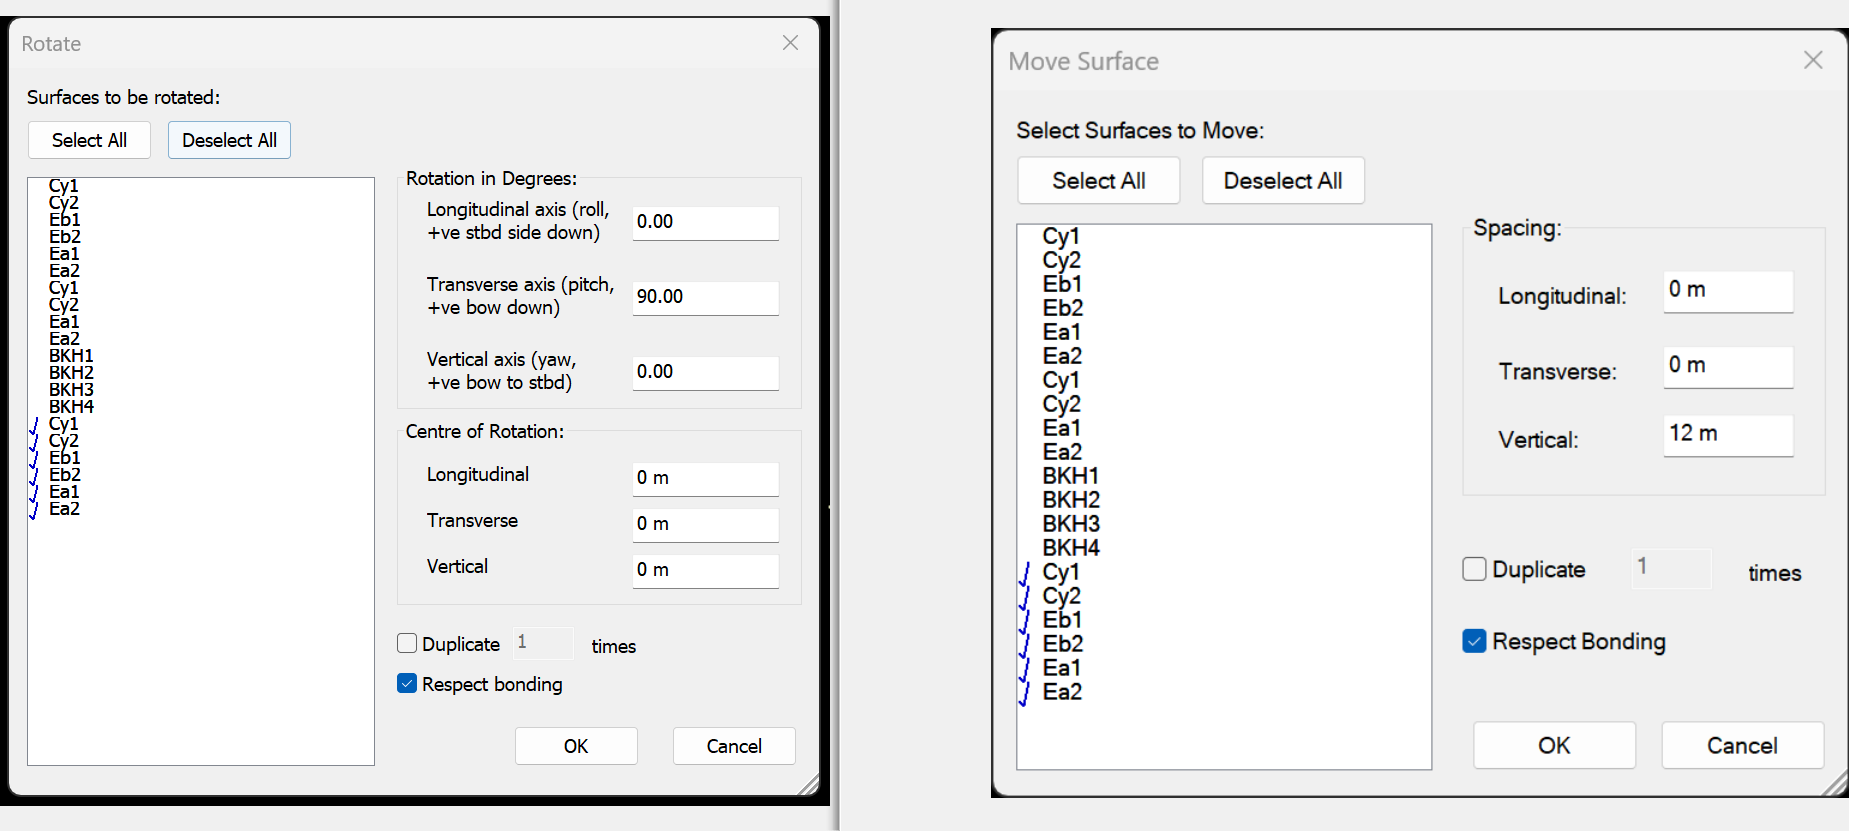 Rotate
Surfaces to be rotated:
Select All
Deselect All
Cy1
Cy2
Eb1
Eb2
Ea1
Ea2
Cy1
Cy2
Ea1
Ea2
BKH1
BKH2
BKH3
BKH4
Cy1
Cy2
Eb1
Eb2
Ea1
Ea2
Rotation in Degrees:
Longitudinal axis (roll,
+ve stbd side down)
0.00
Transverse axis (pitch,
+ve bow down)
90.00
Vertical axis (yaw,
+ve bow to stbd)
0.00
Centre of Rotation:
Longitudinal
0 m
Transverse
0 m
Vertical
0 m
Duplicate
1
times
Respect bonding
OK
Cancel
Move Surface
Select Surfaces to Move:
Select All
Deselect All
Cy1
Cy2
Eb1
Eb2
Ea1
Ea2
Cy1
Cy2
Ea1
Ea2
BKH1
BKH2
BKH3
BKH4
Cy1
Cy2
Eb1
Eb2
Ea1
Ea2
Spacing:
Longitudinal:
0 m
Transverse:
0 m
Vertical:
12 m
Duplicate
1
times
Respect Bonding
OK
Cancel